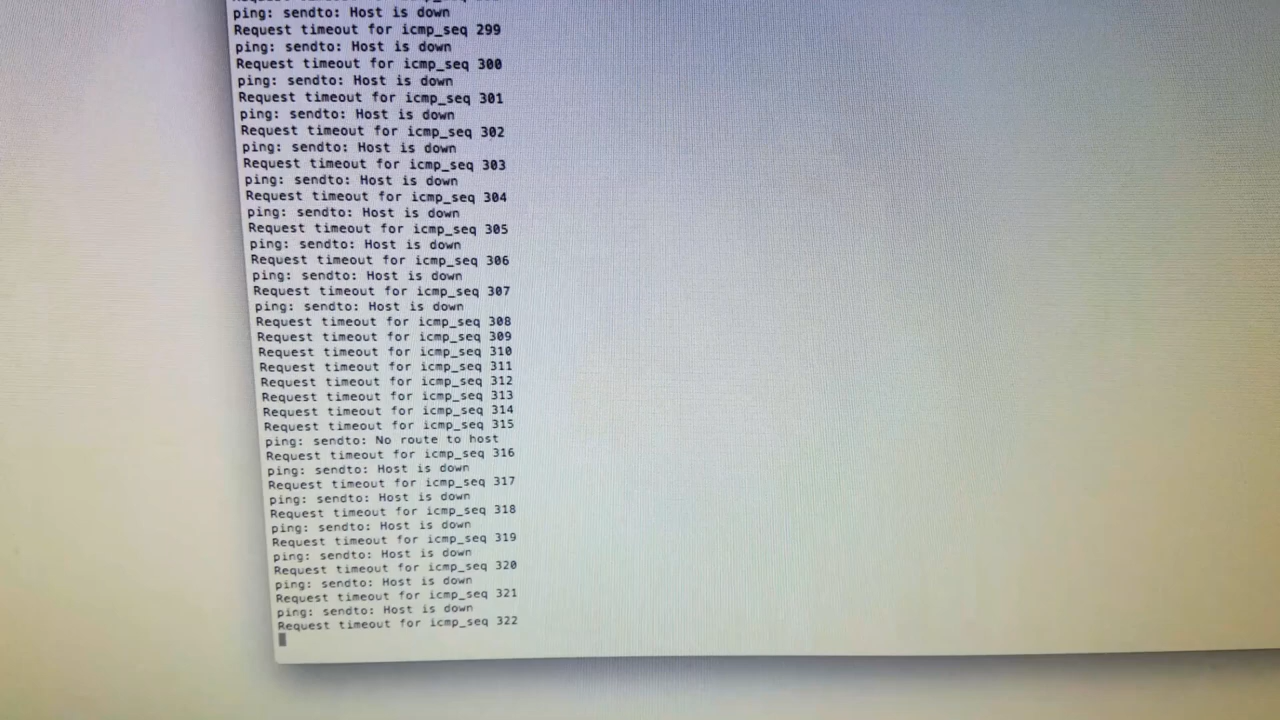 ping: sendto: Host is down
Request timeout for icmp_seq 299
ping: sendto: Host is down
Request timeout for icmp_seq 300
ping: sendto: Host is down
Request timeout for icmp_seq 301
ping: sendto: Host is down
Request timeout for icmp_seq 302
ping: sendto: Host is down
Request timeout for icmp_seq 303
ping: sendto: Host is down
Request timeout for icmp_seq 304
ping: sendto: Host is down
Request timeout for icmp_seq 305
ping: sendto: Host is down
Request timeout for icmp_seq 306
ping: sendto: Host is down
Request timeout for icmp_seq 307
ping: sendto: Host is down
Request timeout for icmp_seq 308
Request timeout for icmp_seq 309
Request timeout for icmp_seq 310
Request timeout for icmp_seq 311
Request timeout for icmp_seq 312
Request timeout for icmp_seq 313
Request timeout for icmp_seq 314
Request timeout for icmp_seq 315
ping: sendto: No route to host
Request timeout for icmp_seq 316
ping: sendto: Host is down
Request timeout for icmp_seq 317
ping: sendto: Host is down
Request timeout for icmp_seq 318
ping: sendto: Host is down
Request timeout for icmp_seq 319
ping: sendto: Host is down
Request timeout for icmp_seq 320
ping: sendto: Host is down
Request timeout for icmp_seq 321
ping: sendto: Host is down
Request timeout for icmp_seq 322